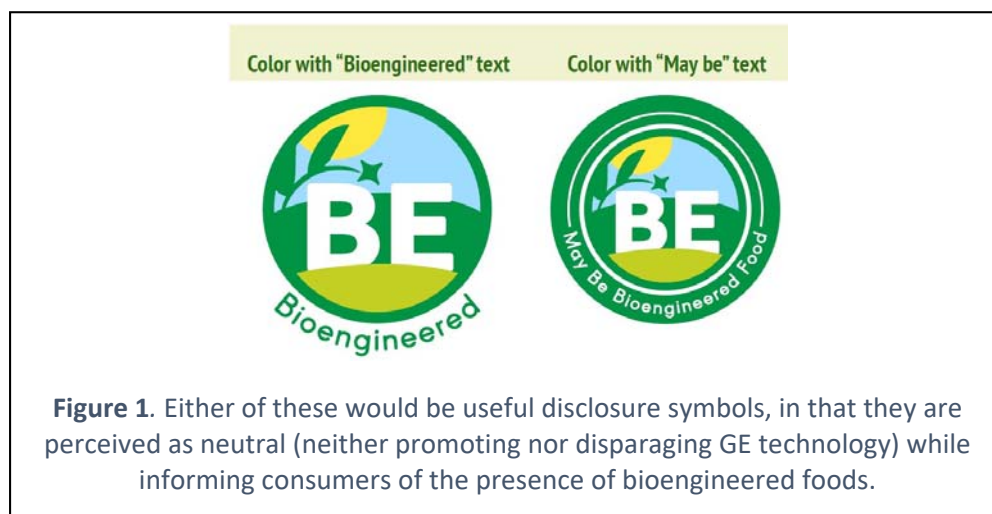 Color with “Bioengineered” text
Color with “May be” text
BE
Bioengineered
BE
May Be Bioengineered Food
Figure 1. Either of these would be useful disclosure symbols, in that they are
perceived as neutral (neither promoting nor disparaging GE technology) while
informing consumers of the presence of bioengineered foods.